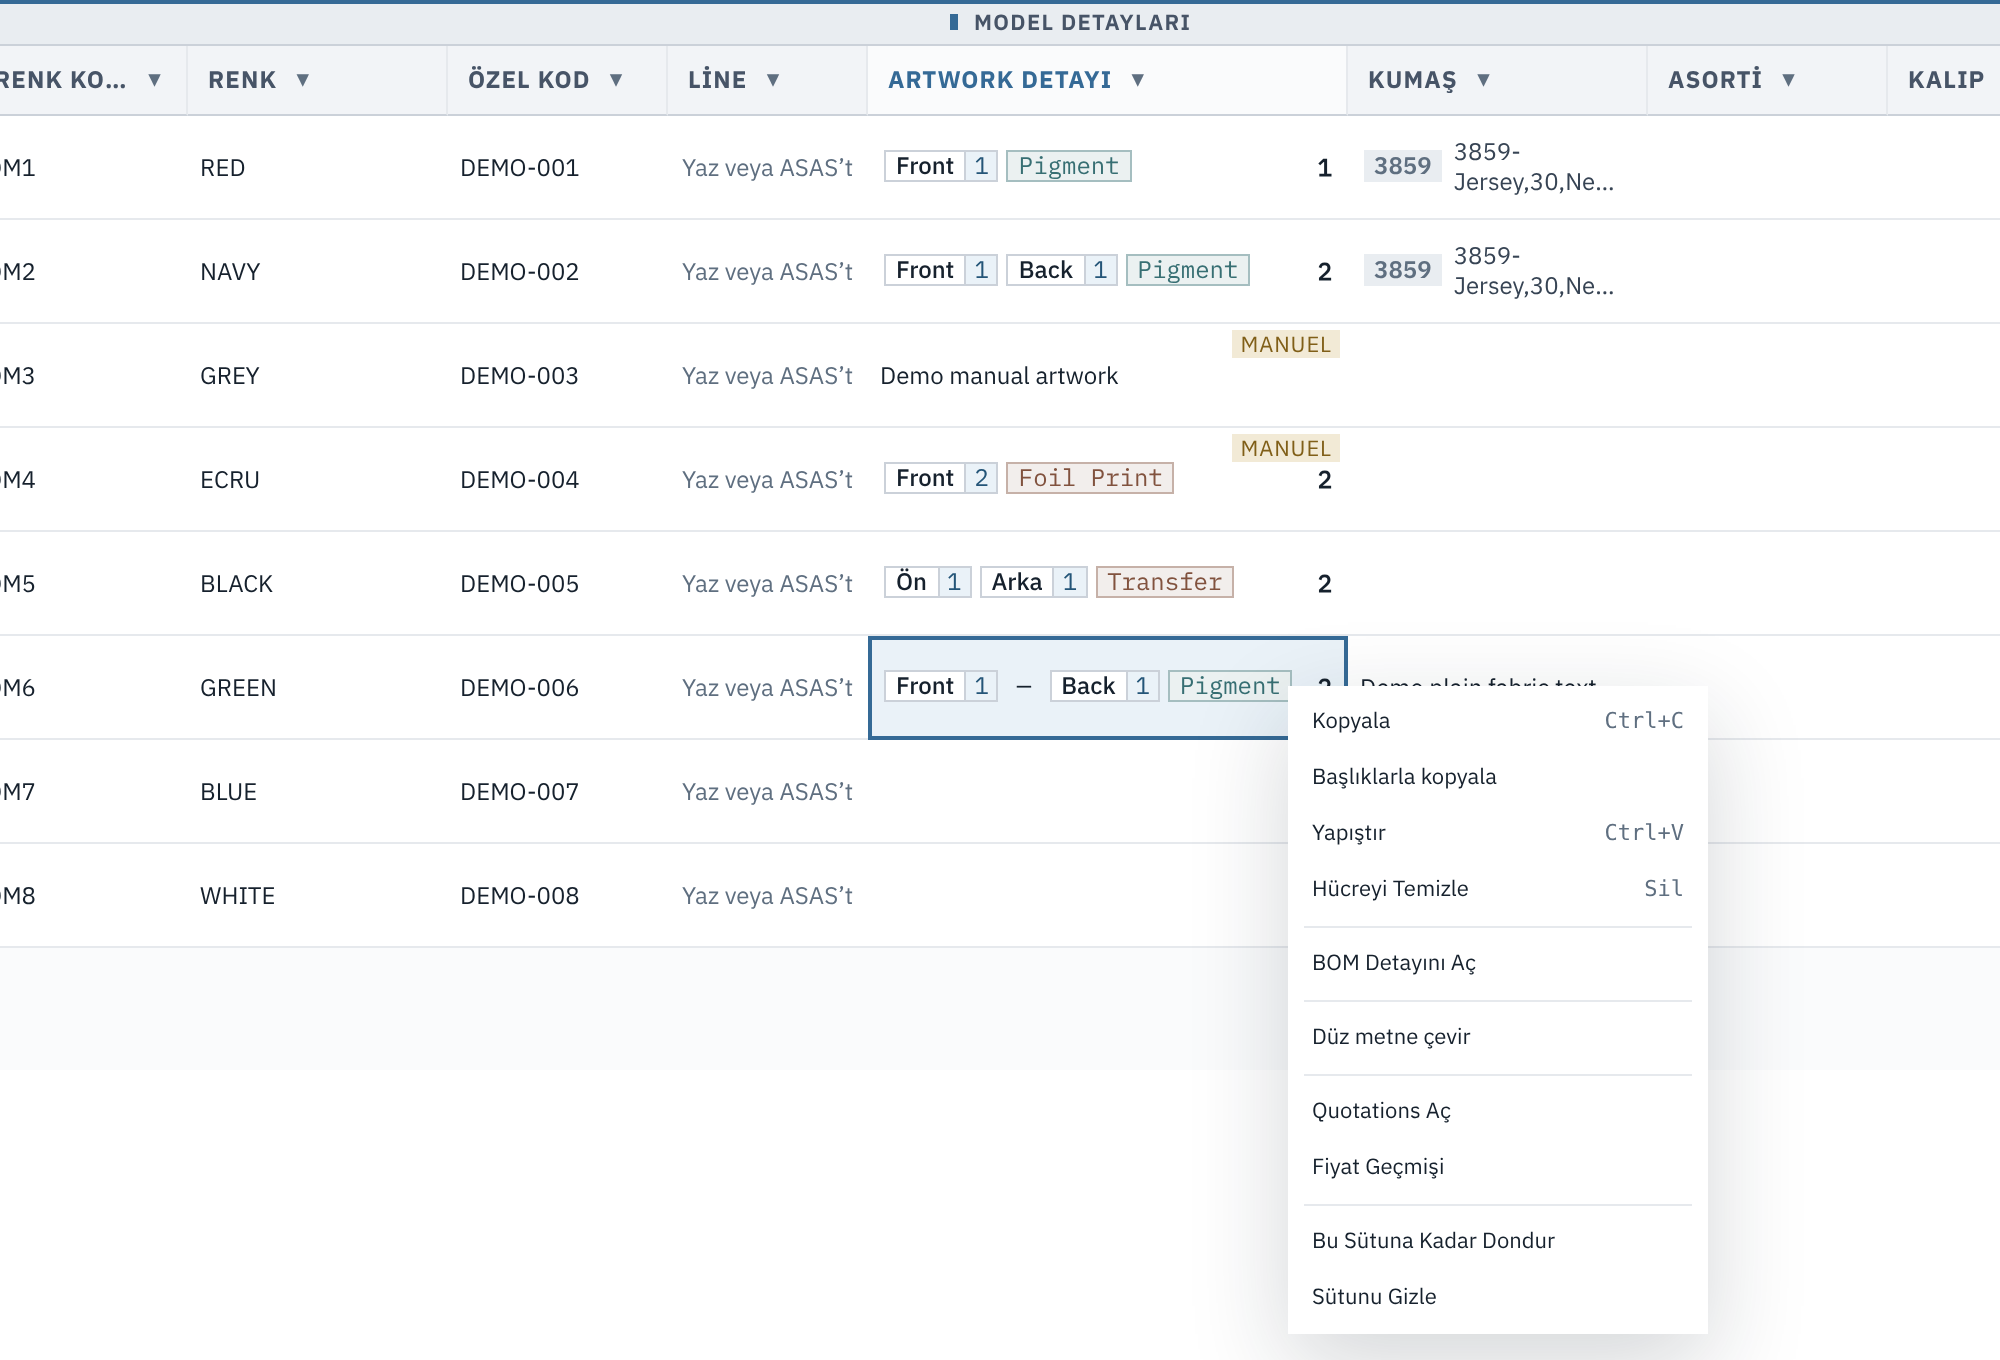 MODEL DETAYLARI
RENK KO... ▼ RENK ▼ ÖZEL KOD ▼ LİNE ▼ ARTWORK DETAYI ▼ KUMAŞ ▼ ASORTİ ▼ KALIP
M1 RED DEMO-001 Yaz veya ASAS’t Front 1 Pigment 1 3859 3859-
Jersey,30,Ne...
M2 NAVY DEMO-002 Yaz veya ASAS’t Front 1 Back 1 Pigment 2 3859 3859-
Jersey,30,Ne...
MANUEL
M3 GREY DEMO-003 Yaz veya ASAS’t Demo manual artwork
MANUEL
M4 ECRU DEMO-004 Yaz veya ASAS’t Front 2 Foil Print 2
M5 BLACK DEMO-005 Yaz veya ASAS’t Ön 1 Arka 1 Transfer 2
M6 GREEN DEMO-006 Yaz veya ASAS’t Front 1 – Back 1 Pigment 2 Demo plain fabric text
M7 BLUE DEMO-007 Yaz veya ASAS’t
M8 WHITE DEMO-008 Yaz veya ASAS’t
Kopyala Ctrl+C
Başlıklarla kopyala
Yapıştır Ctrl+V
Hücreyi Temizle Sil
BOM Detayını Aç
Düz metne çevir
Quotations Aç
Fiyat Geçmişi
Bu Sütuna Kadar Dondur
Sütunu Gizle